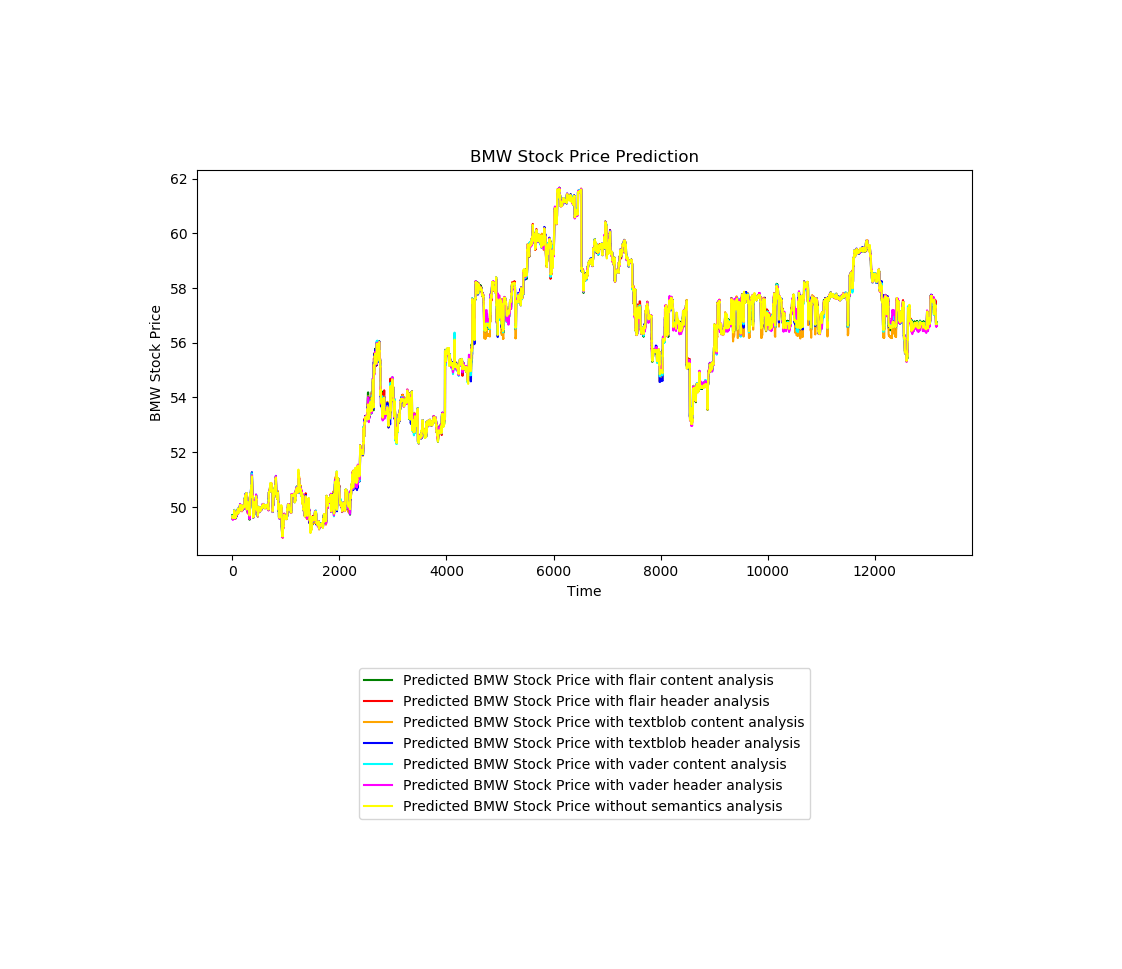 BMW Stock Price Prediction
62
60
58
56
54
52
50
BMW Stock Price
0 2000 4000 6000 8000 10000 12000
Time
Predicted BMW Stock Price with flair content analysis
Predicted BMW Stock Price with flair header analysis
Predicted BMW Stock Price with textblob content analysis
Predicted BMW Stock Price with textblob header analysis
Predicted BMW Stock Price with vader content analysis
Predicted BMW Stock Price with vader header analysis
Predicted BMW Stock Price without semantics analysis